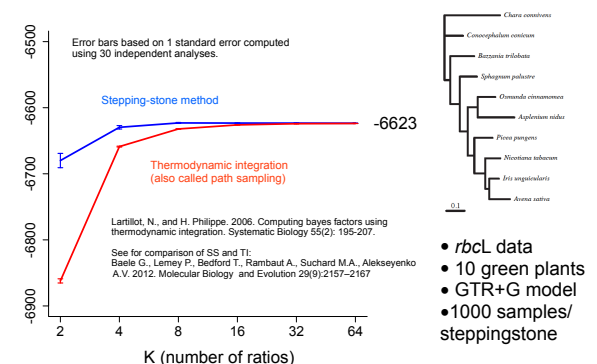 Error bars based on 1 standard error computed
using 30 independent analyses.
Stepping-stone method
-6623
Thermodynamic integration
(also called path sampling)
Lartillot, N., and H. Philippe. 2006. Computing bayes factors using
thermodynamic integration. Systematic Biology 55(2): 195-207.
See for comparison of SS and TI:
Baele G., Lemey P., Bedford T., Rambaut A., Suchard M.A., Alekseyenko
A.V. 2012. Molecular Biology and Evolution 29(9):2157–2167
-6500
-6600
-6700
-6800
-6900
2 4 8 16 32 64
K (number of ratios)
Chara connivens
Conocephalum conicum
Bazzania trilobata
Sphagnum palustre
Osmunda cinnamomea
Asplenium nidus
Picea pungens
Nicotiana tabacum
Iris unguicularis
Avena sativa
0.1
• rbcL data
• 10 green plants
• GTR+G model
•1000 samples/
steppingstone